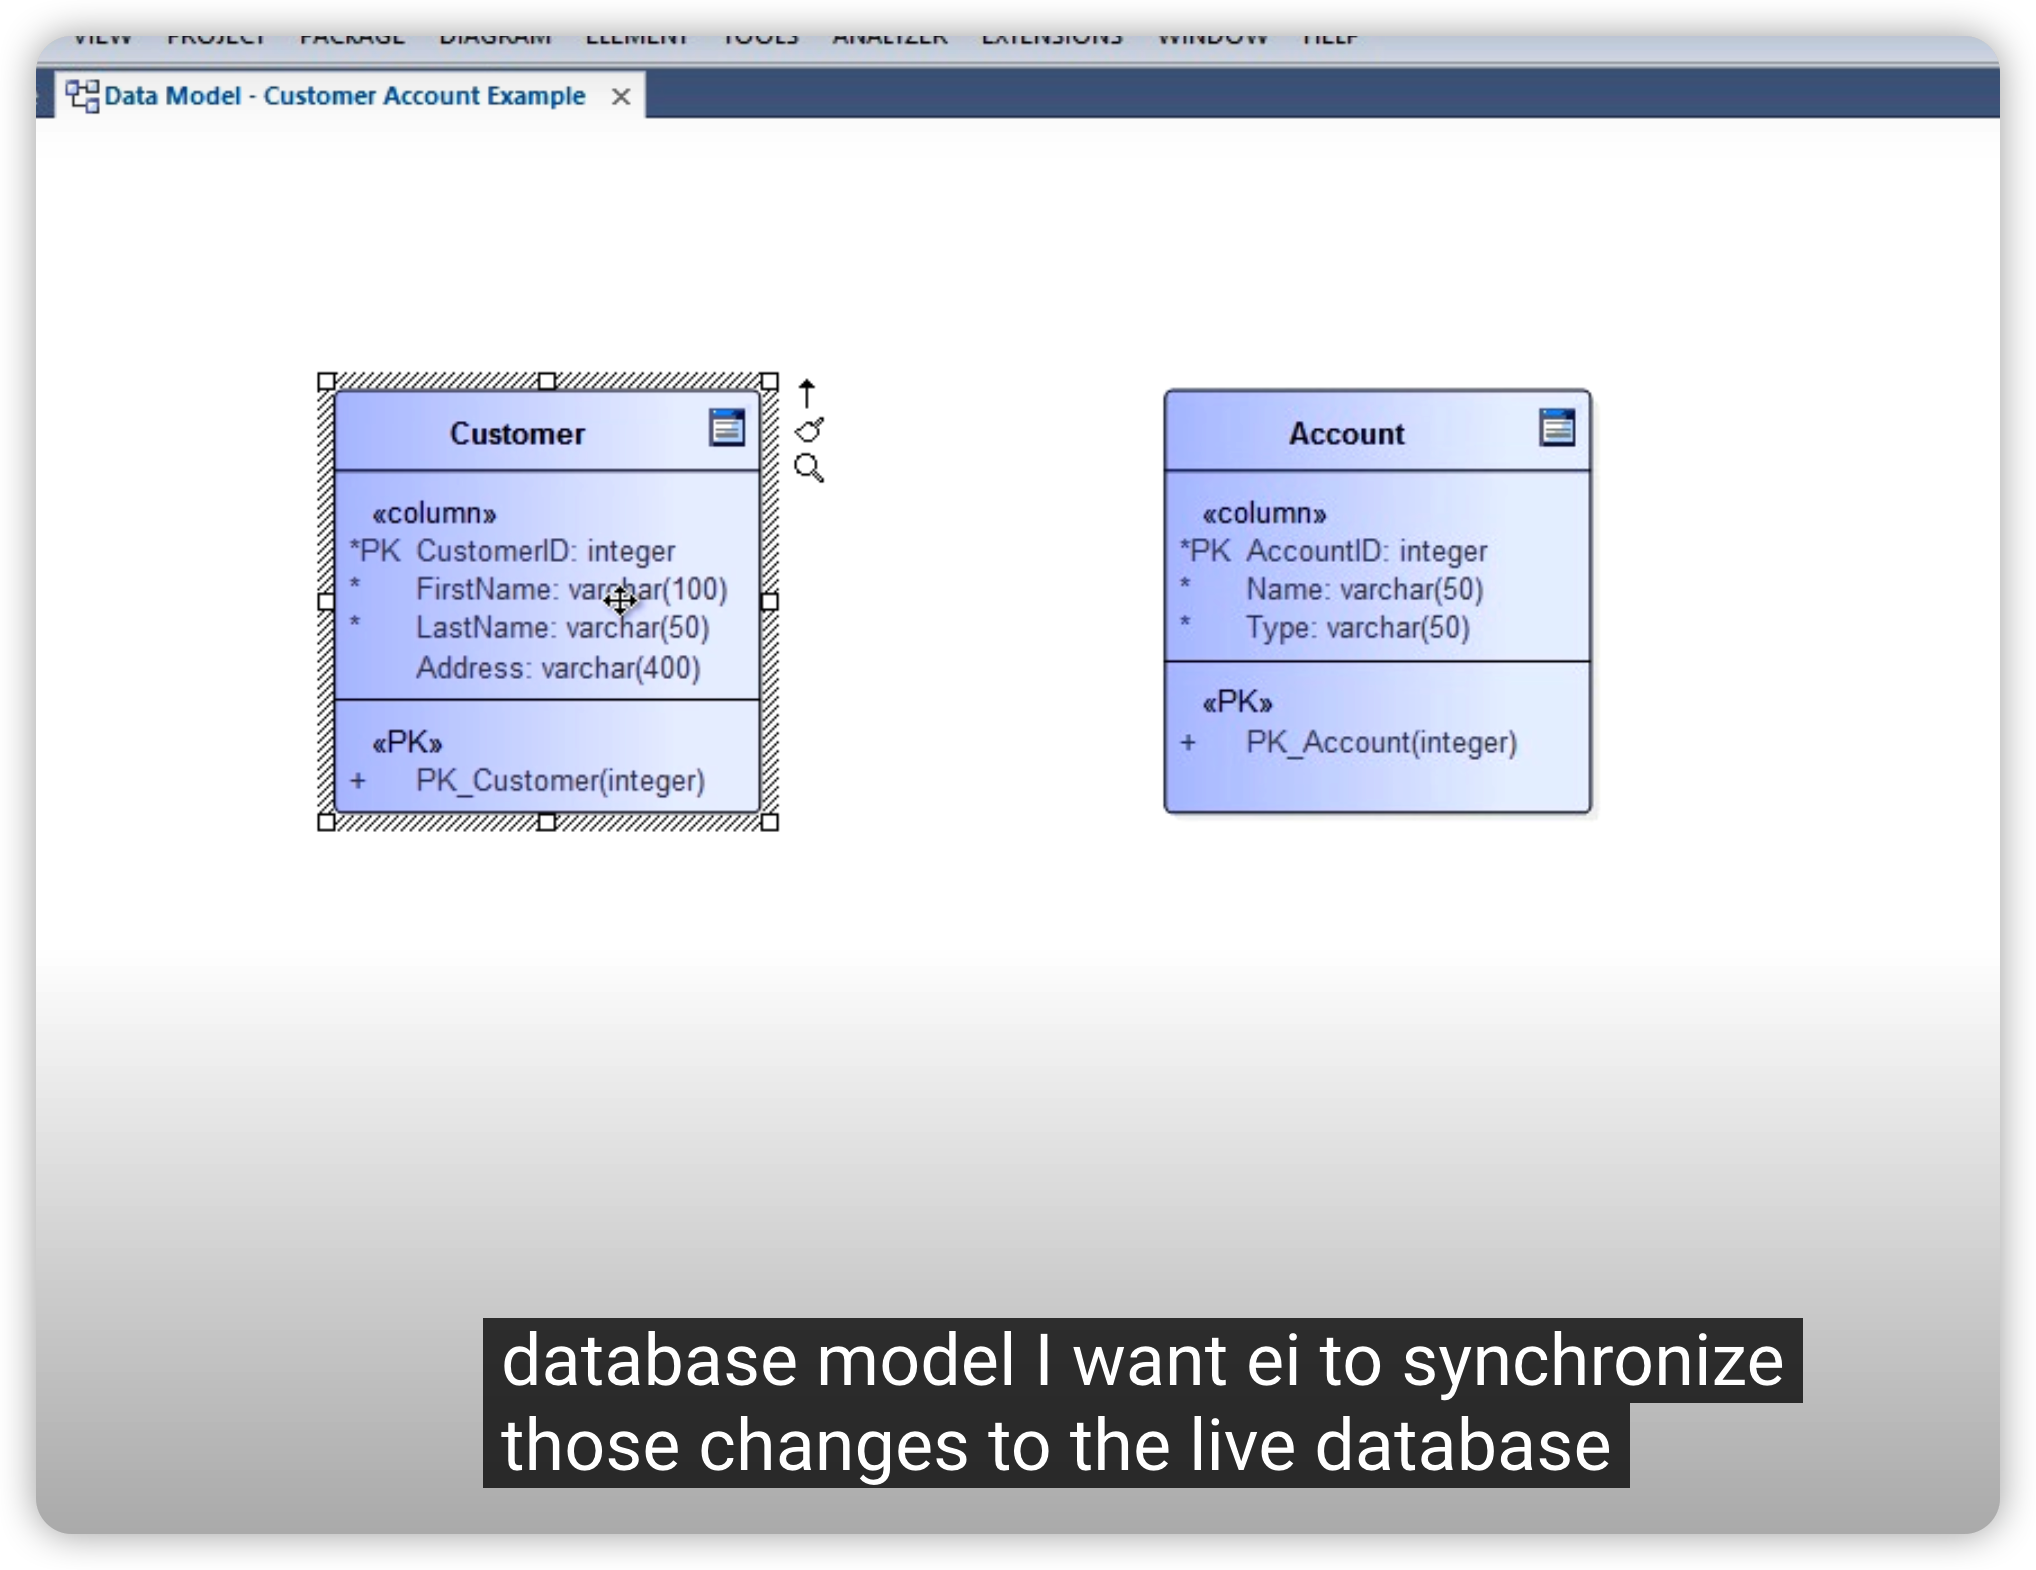 VIEW PROJECT PACKAGE DIAGRAM ELEMENT TOOLS ANALYZER EXTENSIONS WINDOW HELP
Data Model - Customer Account Example
Customer
«column»
*PK CustomerID: integer
* FirstName: varchar(100)
* LastName: varchar(50)
Address: varchar(400)
«PK»
+ PK_Customer(integer)
Account
«column»
*PK AccountID: integer
* Name: varchar(50)
* Type: varchar(50)
«PK»
+ PK_Account(integer)
database model I want ei to synchronize
those changes to the live database